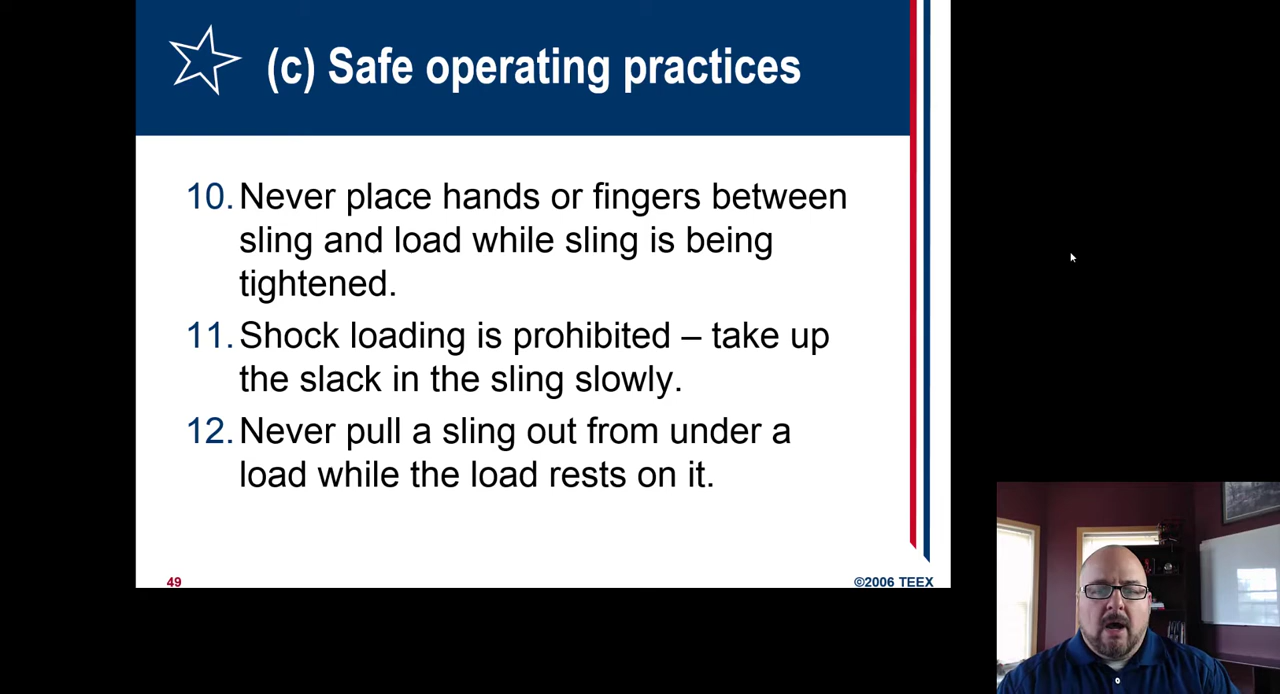 (c) Safe operating practices
10. Never place hands or fingers between
sling and load while sling is being
tightened.
11. Shock loading is prohibited – take up
the slack in the sling slowly.
12. Never pull a sling out from under a
load while the load rests on it.
49
©2006 TEEX